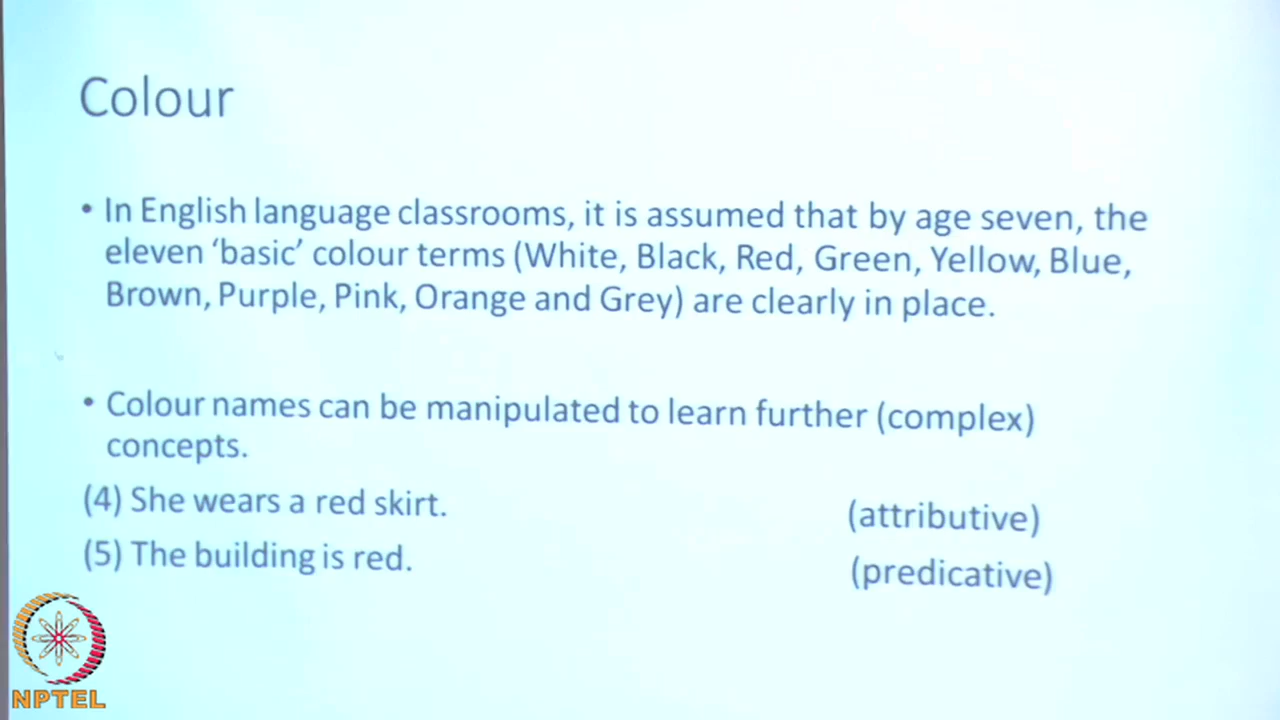 Colour
• In English language classrooms, it is assumed that by age seven, the
eleven ‘basic’ colour terms (White, Black, Red, Green, Yellow, Blue,
Brown, Purple, Pink, Orange and Grey) are clearly in place.
• Colour names can be manipulated to learn further (complex)
concepts.
(4) She wears a red skirt. (attributive)
(5) The building is red. (predicative)
NPTEL